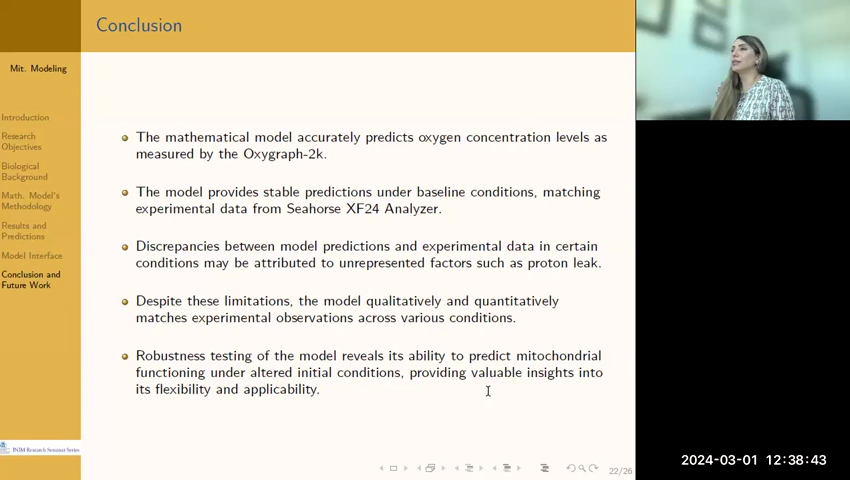 Conclusion
Mit. Modeling
Introduction
Research
Objectives
Biological
Background
Math. Model's
Methodology
Results and
Predictions
Model Interface
Conclusion and
Future Work
The mathematical model accurately predicts oxygen concentration levels as
measured by the Oxygraph-2k.
The model provides stable predictions under baseline conditions, matching
experimental data from Seahorse XF24 Analyzer.
Discrepancies between model predictions and experimental data in certain
conditions may be attributed to unrepresented factors such as proton leak.
Despite these limitations, the model qualitatively and quantitatively
matches experimental observations across various conditions.
Robustness testing of the model reveals its ability to predict mitochondrial
functioning under altered initial conditions, providing valuable insights into
its flexibility and applicability.
Research Seminar Series
22/26
2024-03-01 12:38:43